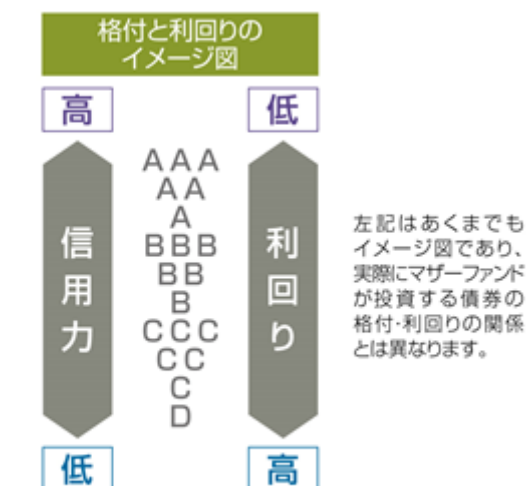 格付と利回りの
イメージ図
高
低
信用力
AAA
AA
A
BBB
BB
B
CCC
CC
C
D
利回り
低
高
左記はあくまでも
イメージ図であり、
実際にマザーファンド
が投資する債券の
格付・利回りの関係
とは異なります。